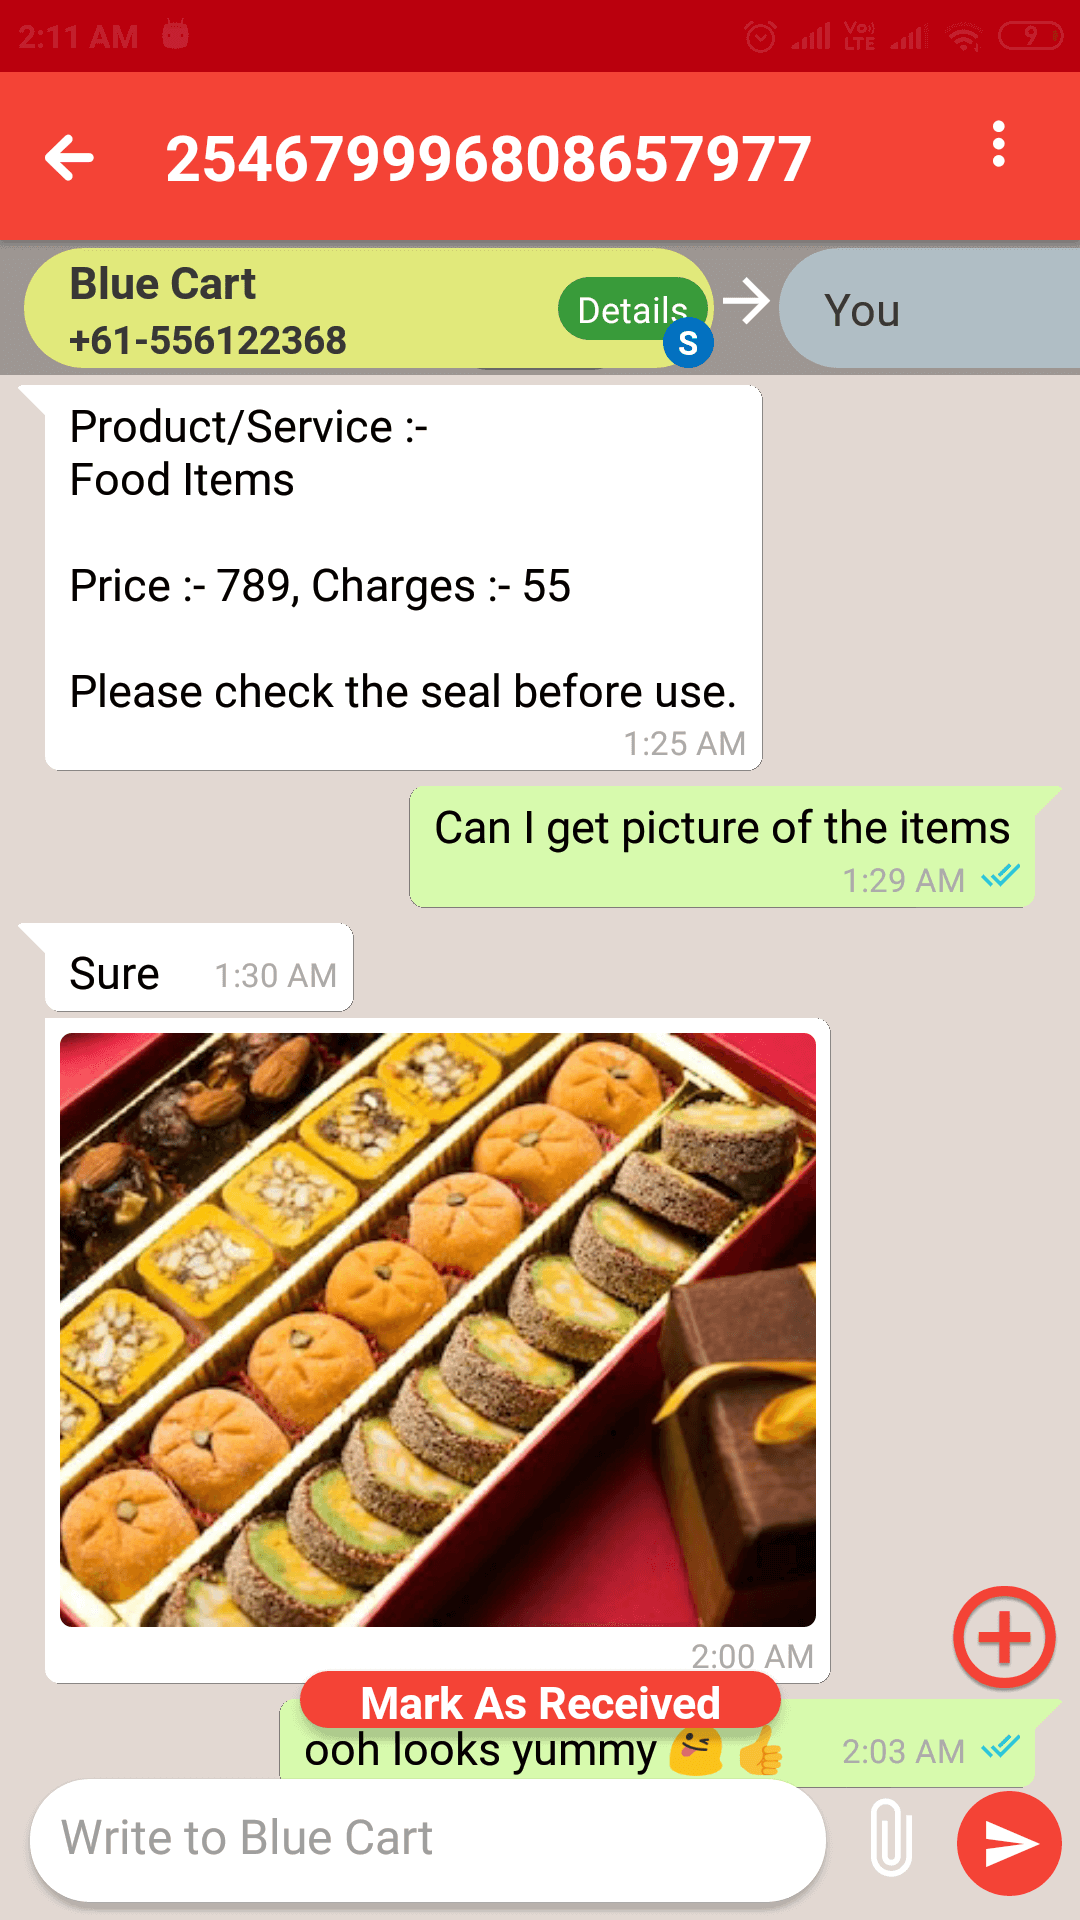 2:11 AM
Vo) LTE
9
254679996808657977
Blue Cart
+61-556122368
Details
S
You
Product/Service :-
Food Items
Price :- 789, Charges :- 55
Please check the seal before use.
1:25 AM
Can I get picture of the items
1:29 AM
Sure
1:30 AM
2:00 AM
Mark As Received
ooh looks yummy 😜👍
2:03 AM
Write to Blue Cart